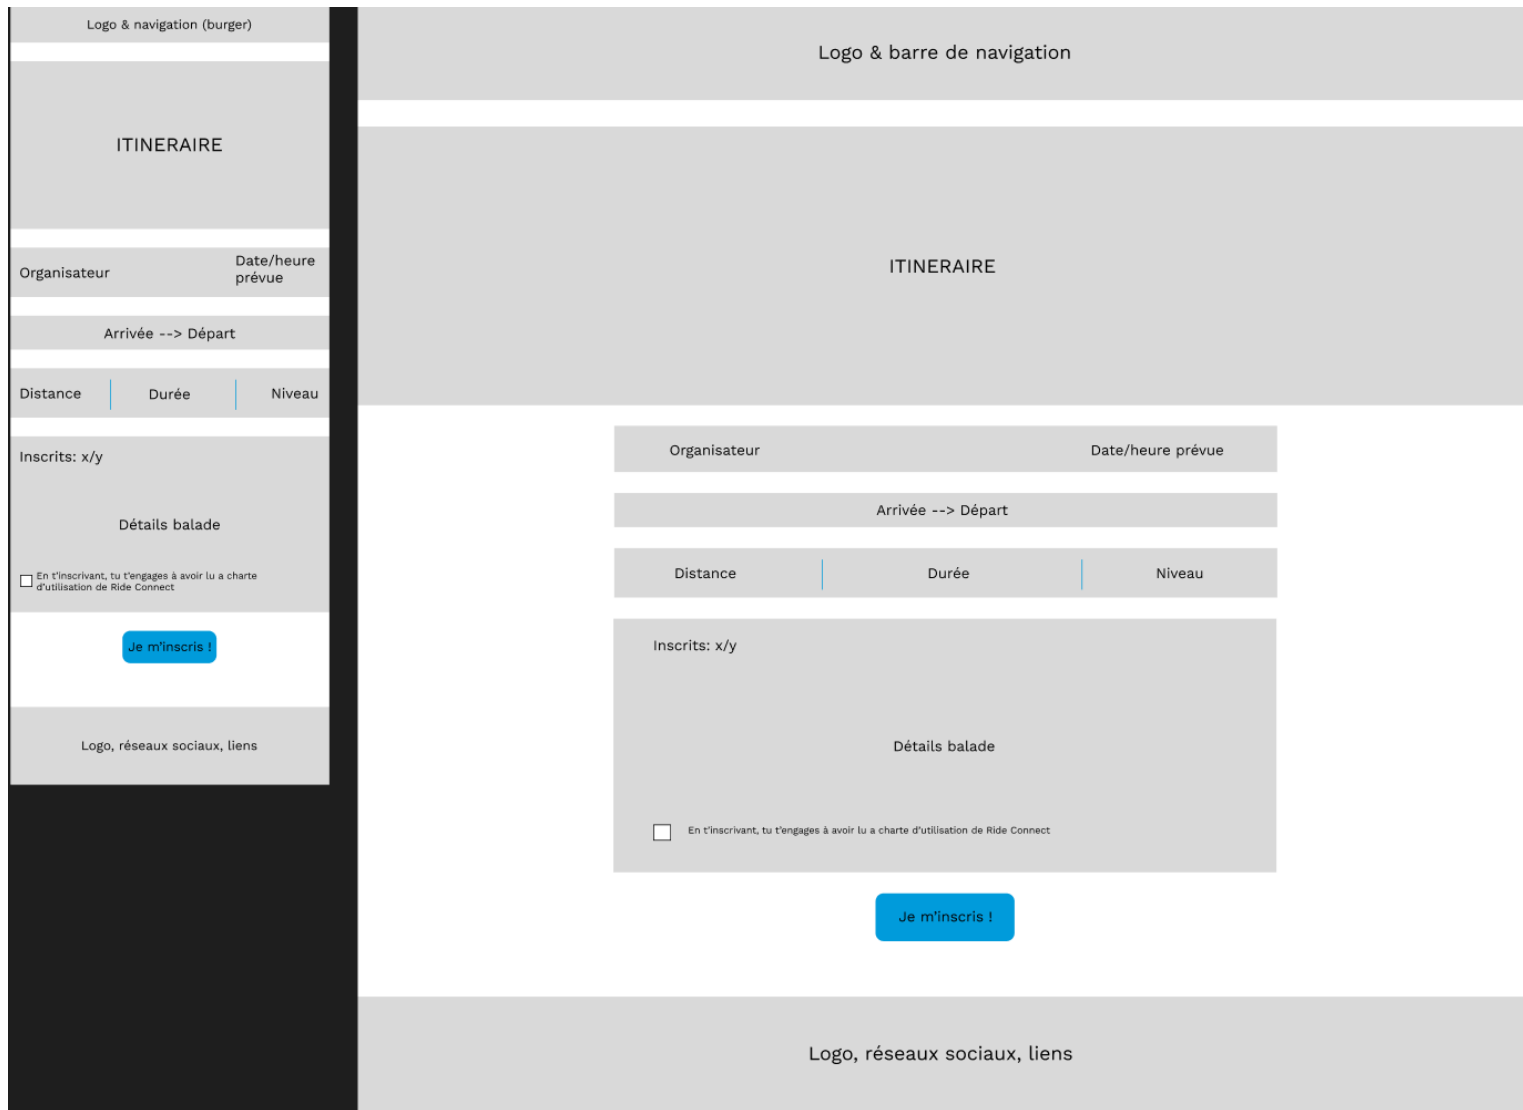 Logo & navigation (burger)
ITINERAIRE
Organisateur
Date/heure
prévue
Arrivée --> Départ
Distance
Durée
Niveau
Inscrits: x/y
Détails balade
En t'inscrivant, tu t'engages à avoir lu a charte
d'utilisation de Ride Connect
Je m'inscris !
Logo, réseaux sociaux, liens
Logo & barre de navigation
ITINERAIRE
Organisateur
Date/heure prévue
Arrivée --> Départ
Distance
Durée
Niveau
Inscrits: x/y
Détails balade
En t'inscrivant, tu t'engages à avoir lu a charte d'utilisation de Ride Connect
Je m'inscris !
Logo, réseaux sociaux, liens